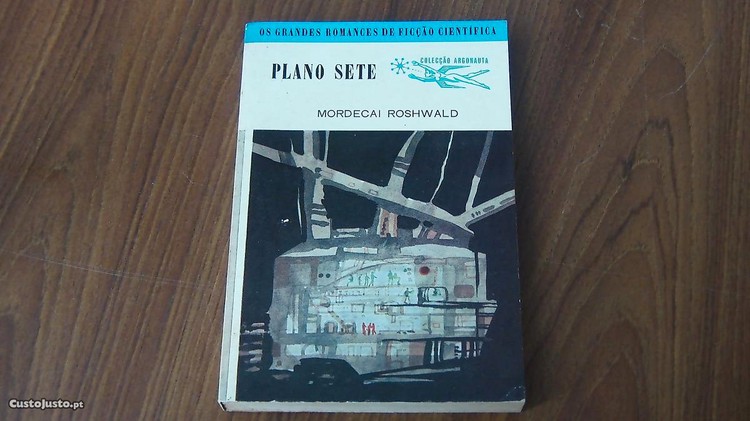 OS GRANDES ROMANCES DE FICÇÃO CIENTÍFICA
PLANO SETE
COLECÇÃO ARGONAUTA
MORDECAI ROSHWALD
CustoJusto.pt